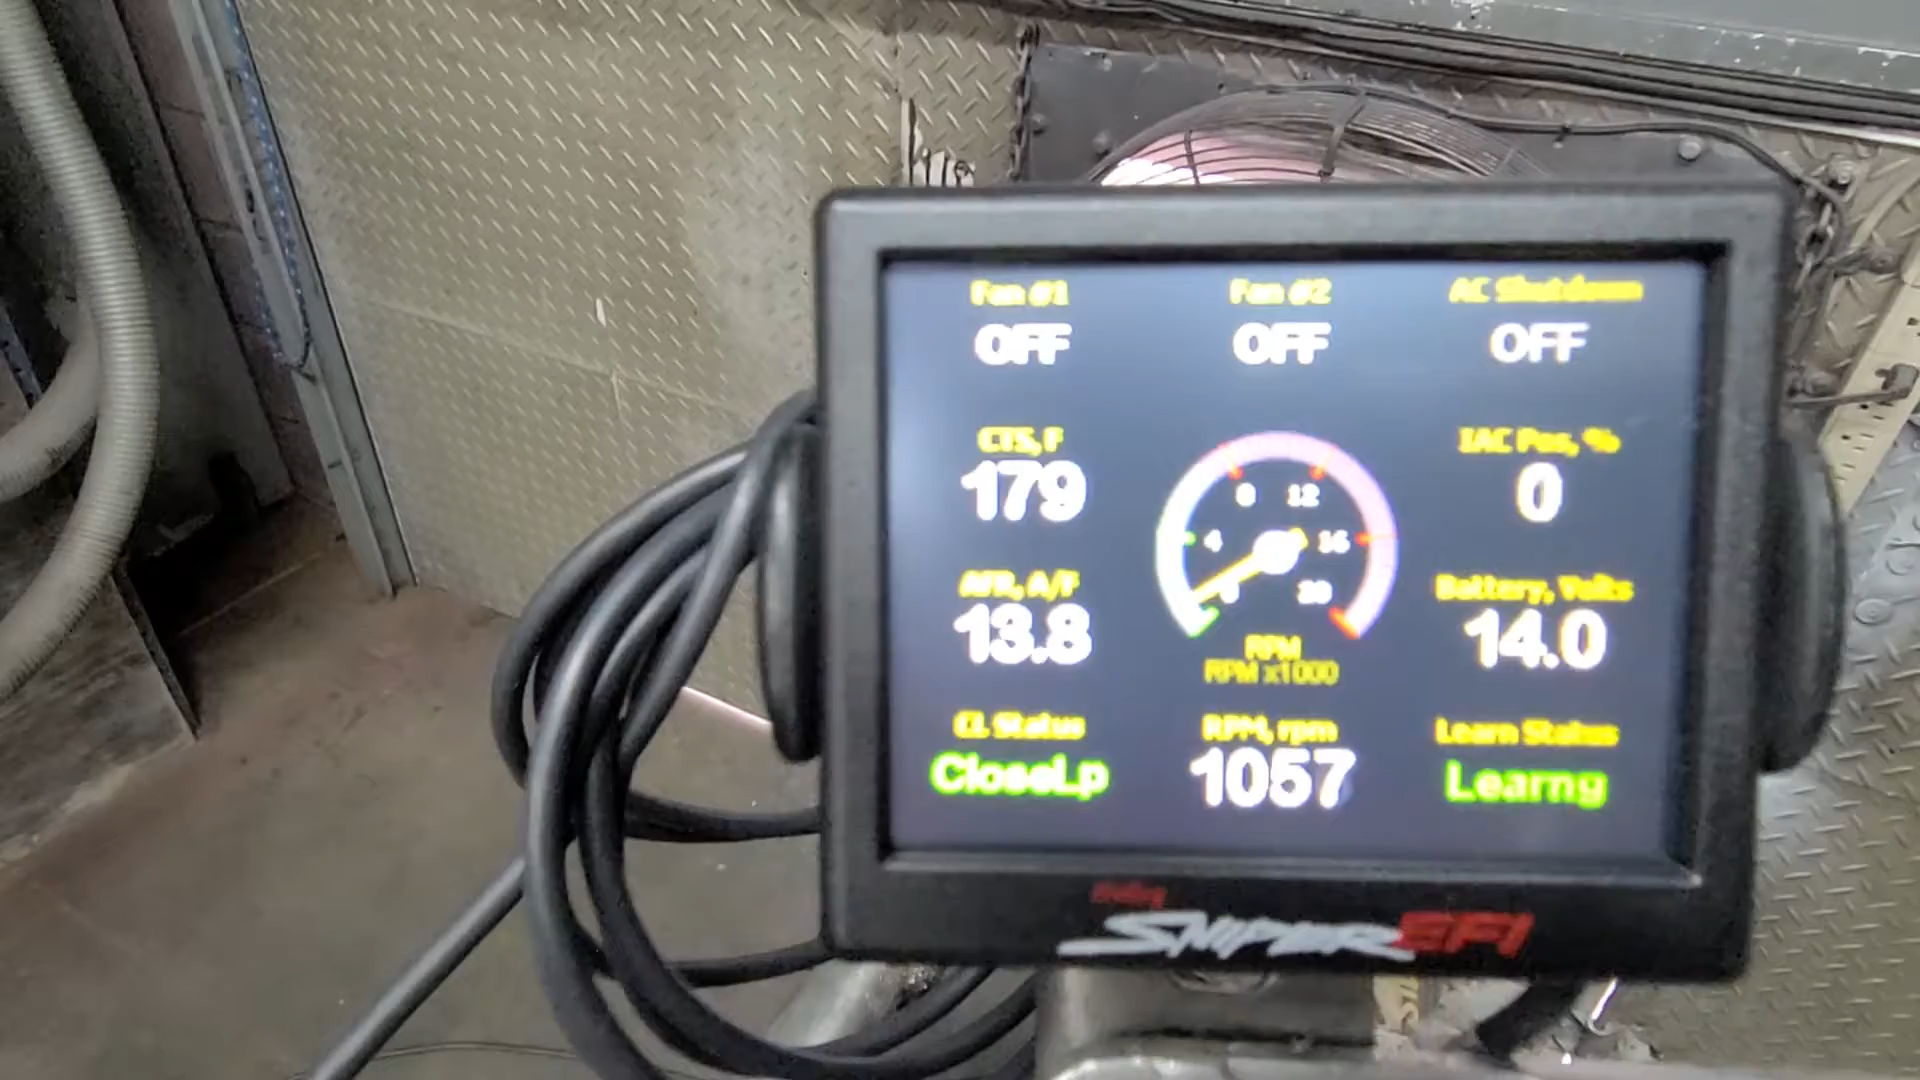 Fan #1 Fan #2 AC Shutdown
OFF OFF OFF
CTS, F IAC Pos, %
179 0
8 12
4 16
0 20
AFR, A/F Battery, Volts
13.8 14.0
RPM
RPM x1000
CL Status RPM, rpm Learn Status
CloseLp 1057 Learng
Holley
SNIPER EFI